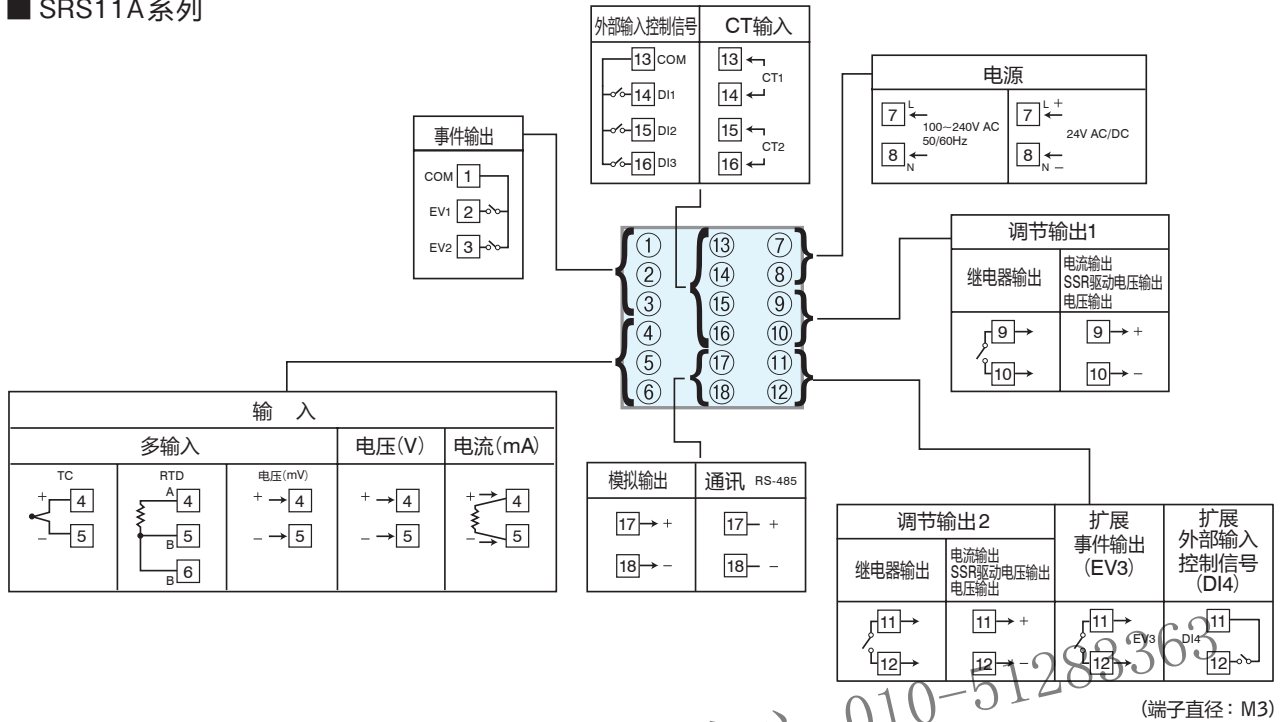 ■ SRS11A系列
外部输入控制信号
13 COM
14 DI1
15 DI2
16 DI3
CT输入
13
CT1
14
15
CT2
16
电源
7 L
100~240V AC
50/60Hz
8 N
7 L +
24V AC/DC
8 N −
事件输出
COM 1
EV1 2
EV2 3
① ⑬ ⑦
② ⑭ ⑧
③ ⑮ ⑨
④ ⑯ ⑩
⑤ ⑰ ⑪
⑥ ⑱ ⑫
调节输出1
继电器输出
9
10
电流输出
SSR驱动电压输出
电压输出
9 +
10 −
输 入
多输入
电压(V)
电流(mA)
TC
+ 4
− 5
RTD
A 4
B 5
B 6
电压(mV)
+ 4
− 5
+ 4
− 5
+ 4
− 5
模拟输出
17 +
18 −
通讯 RS-485
17 +
18 −
调节输出2
继电器输出
11
12
电流输出
SSR驱动电压输出
电压输出
11 +
12 −
扩展
事件输出
(EV3)
11
EV3
12
扩展
外部输入
控制信号
(DI4)
11
DI4
12
010-51283363
(端子直径：M3)